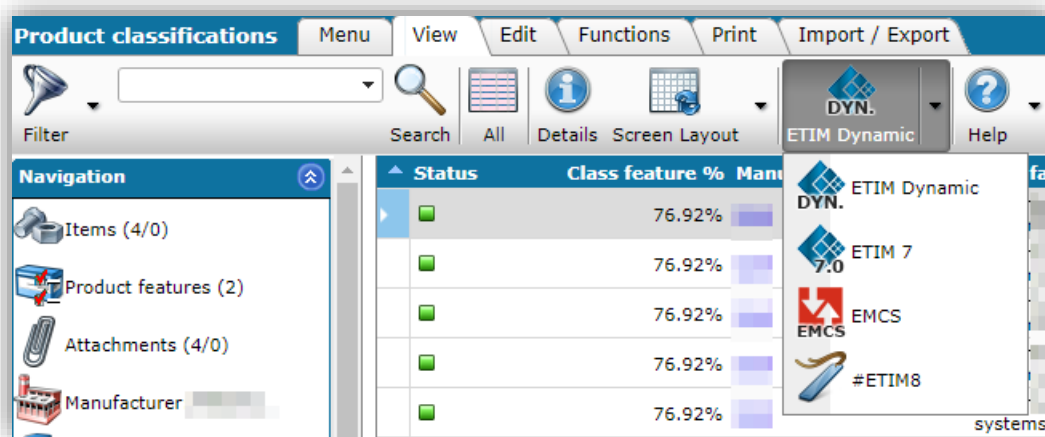 Product classifications Menu View Edit Functions Print Import / Export
DYN.
Filter Search All Details Screen Layout ETIM Dynamic Help
Navigation
Status Class feature %
DYN. ETIM Dynamic
Items (4/0)
76.92%
7.0 ETIM 7
Product features (2)
76.92%
EMCS EMCS
Attachments (4/0)
76.92%
#ETIM8
76.92%
Manufacturer
76.92%
systems